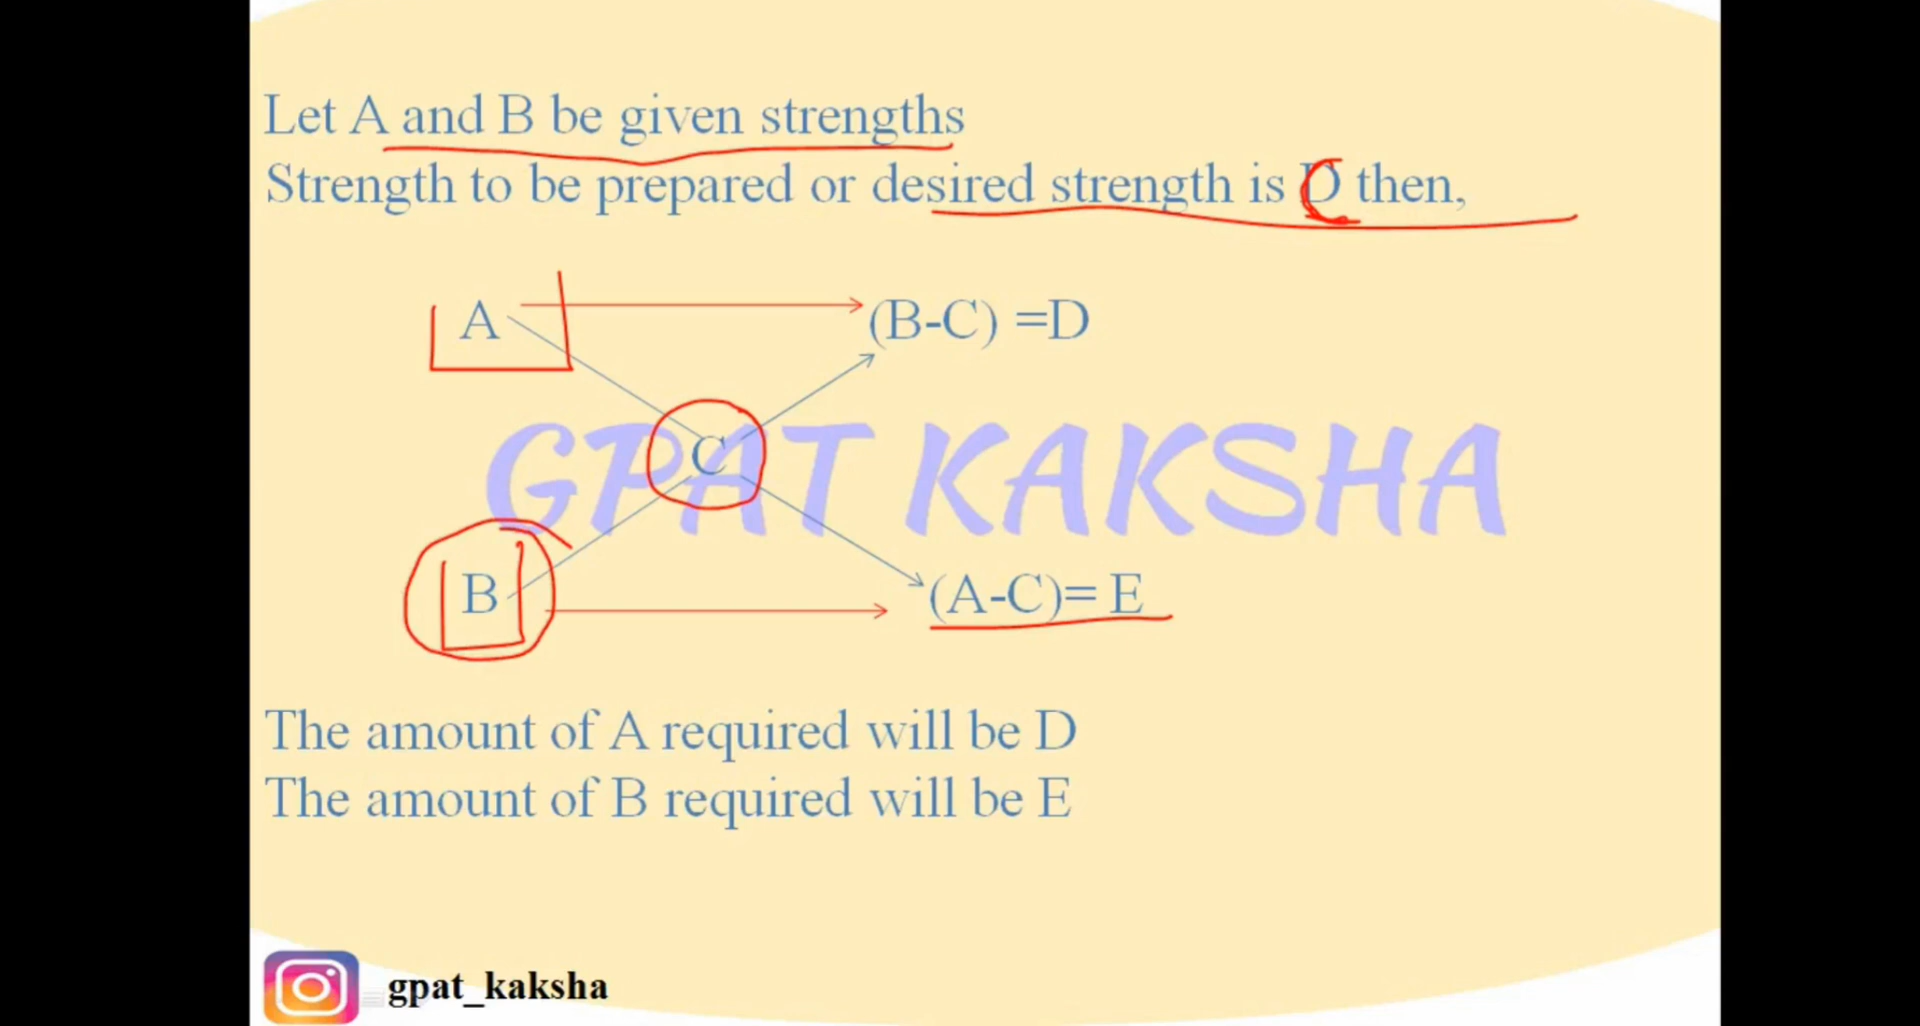 Let A and B be given strengths
Strength to be prepared or desired strength is C then,
A (B-C) =D
C
GPAT KAKSHA
B (A-C)= E
The amount of A required will be D
The amount of B required will be E
gpat_kaksha